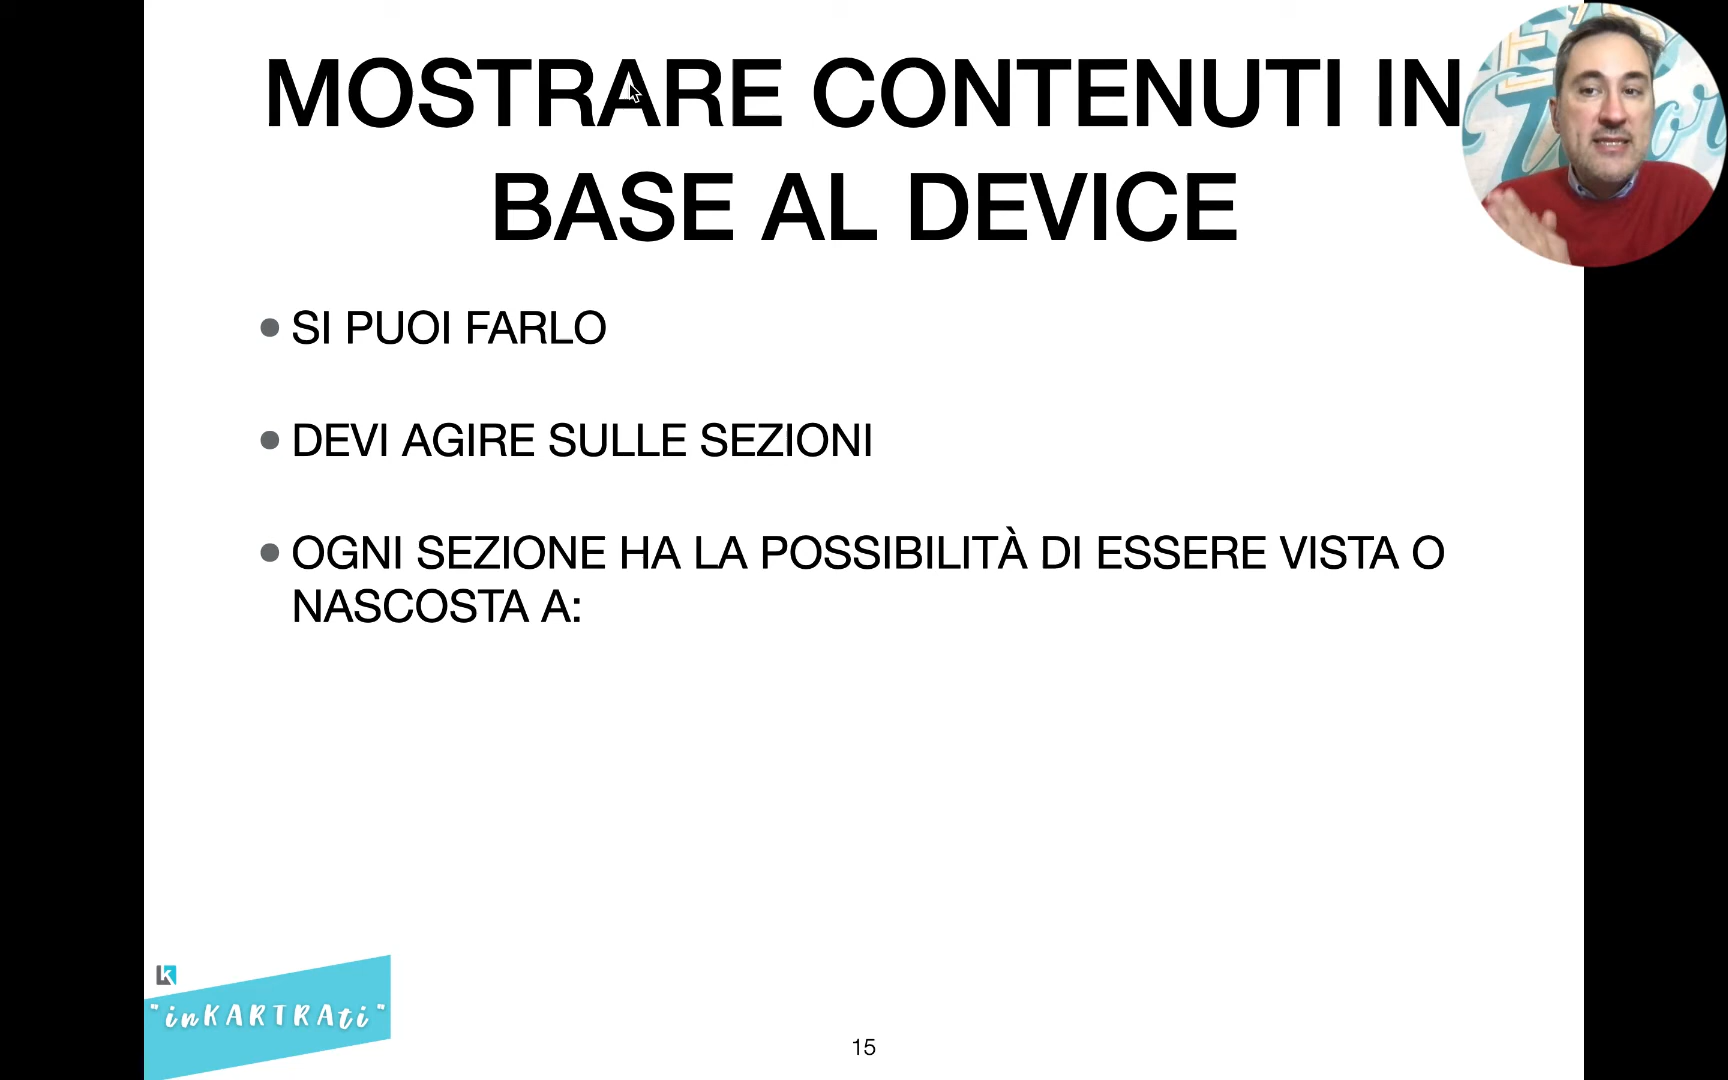 MOSTRARE CONTENUTI IN
BASE AL DEVICE
SI PUOI FARLO
DEVI AGIRE SULLE SEZIONI
OGNI SEZIONE HA LA POSSIBILITÀ DI ESSERE VISTA O
NASCOSTA A:
"inKARTRAti"
15